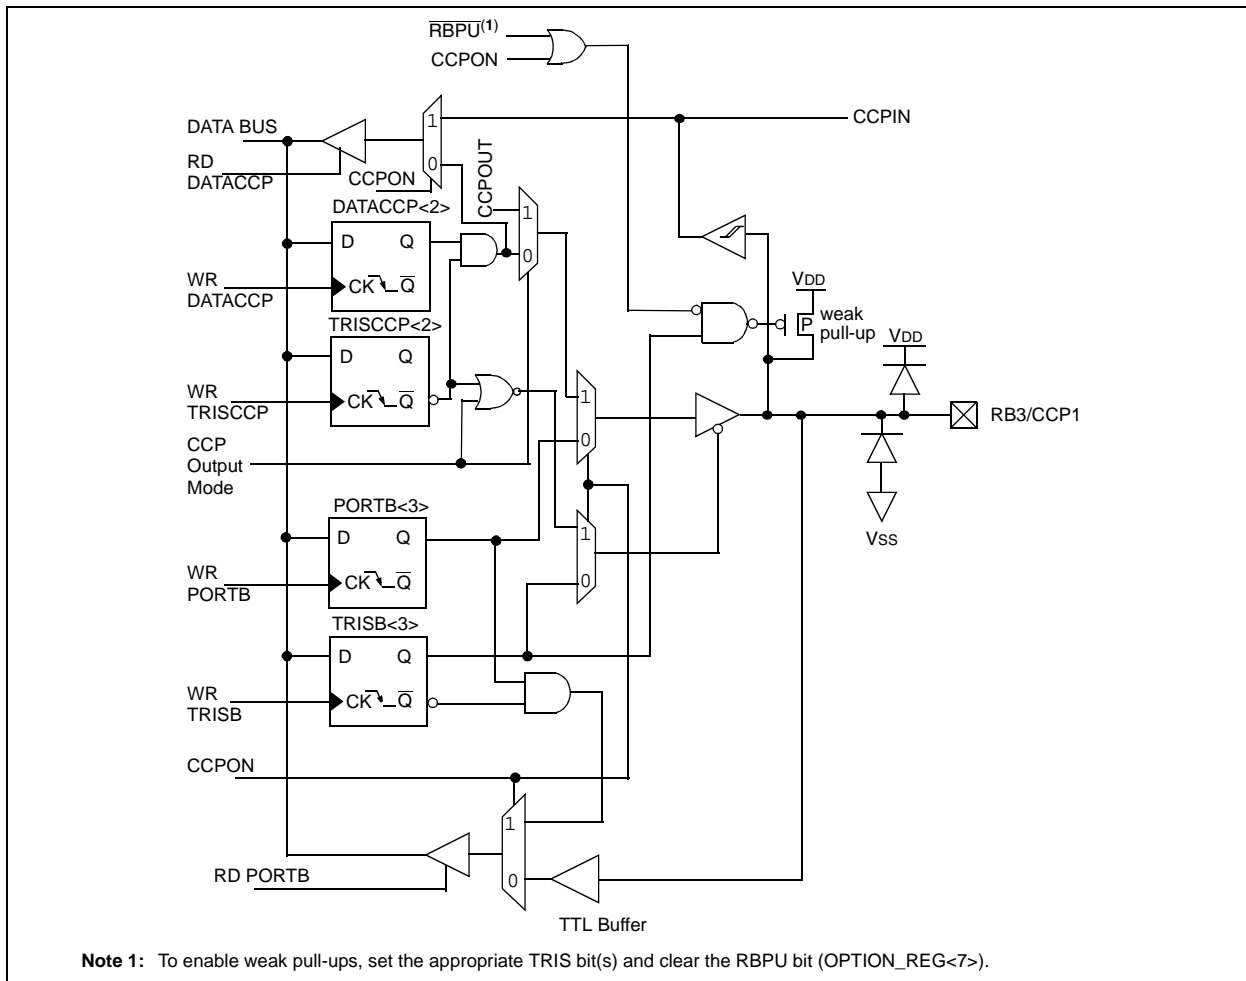 RBPU(1)
CCPON
CCPIN
DATA BUS
1
RD
DATACCP
0
CCPON
CCPOUT
DATACCP<2>
1
D Q
0
WR
DATACCP
CK Q
VDD
weak
pull-up
P
TRISCCP<2>
VDD
D Q
WR
TRISCCP
CK Q
1
RB3/CCP1
CCP
Output
Mode
0
PORTB<3>
VSS
D Q
1
WR
PORTB
CK Q
0
TRISB<3>
D Q
WR
TRISB
CK Q
CCPON
1
RD PORTB
0
TTL Buffer
Note 1: To enable weak pull-ups, set the appropriate TRIS bit(s) and clear the RBPU bit (OPTION_REG<7>).